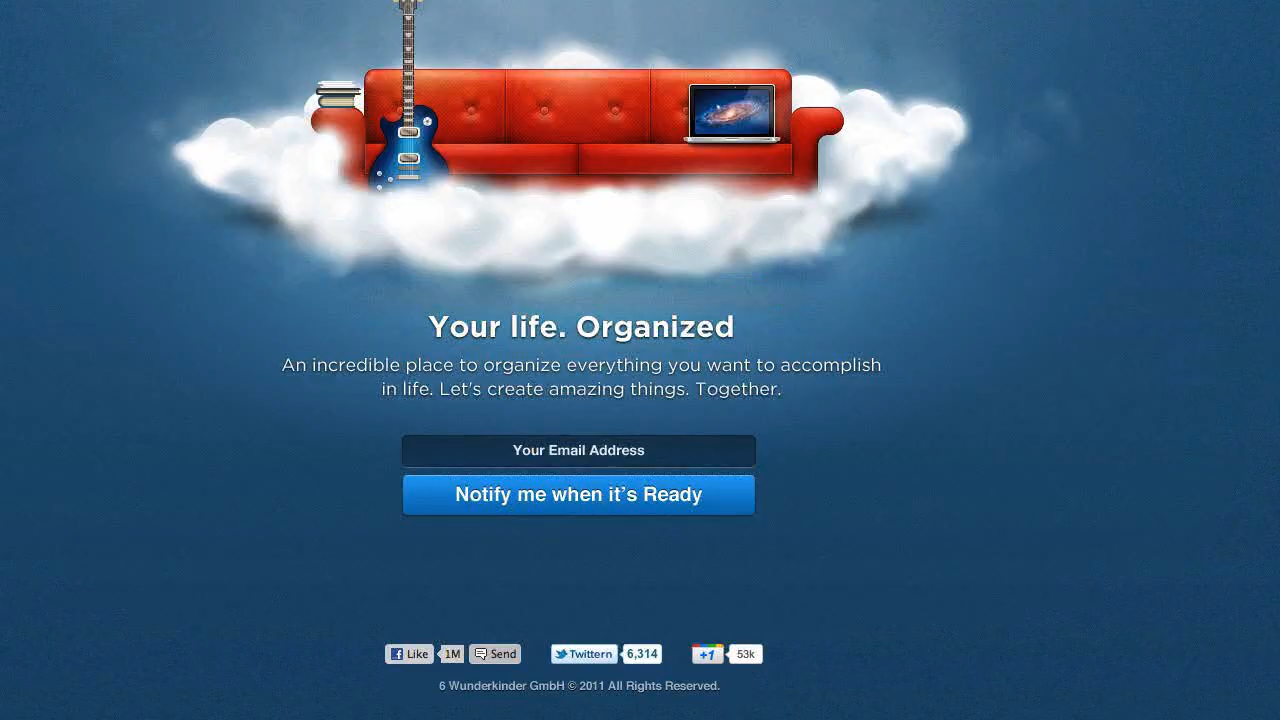 Your life. Organized
An incredible place to organize everything you want to accomplish
in life. Let's create amazing things. Together.
Your Email Address
Notify me when it’s Ready
Like 1M Send Twittern 6,314 +1 53k
6 Wunderkinder GmbH © 2011 All Rights Reserved.